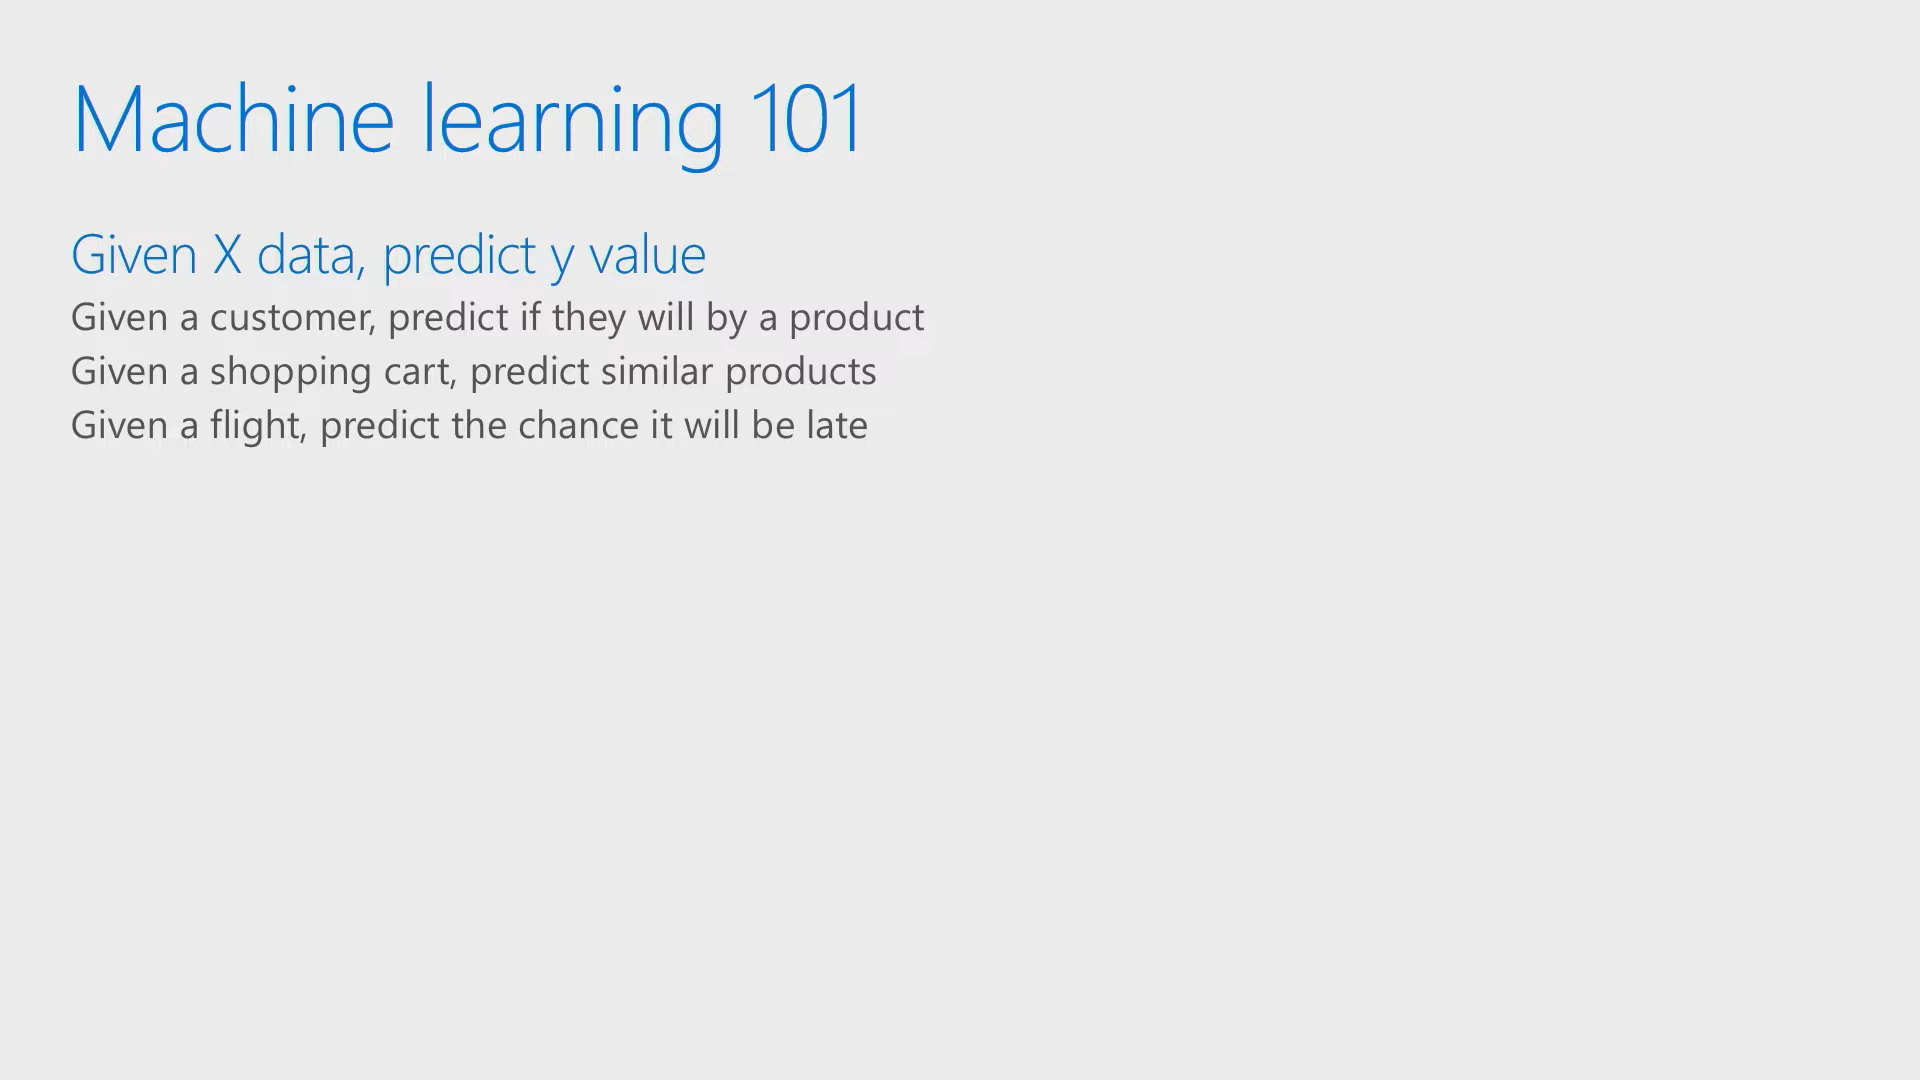 Machine learning 101
Given X data, predict y value
Given a customer, predict if they will by a product
Given a shopping cart, predict similar products
Given a flight, predict the chance it will be late